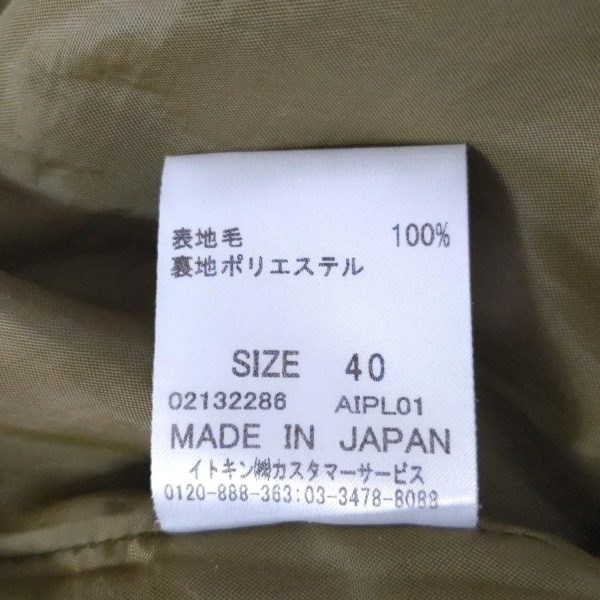 表地毛 100%
裏地ポリエステル
SIZE 40
02132286 AIPL01
MADE IN JAPAN
イトキン㈱カスタマーサービス
0120-888-363:03-3478-8088